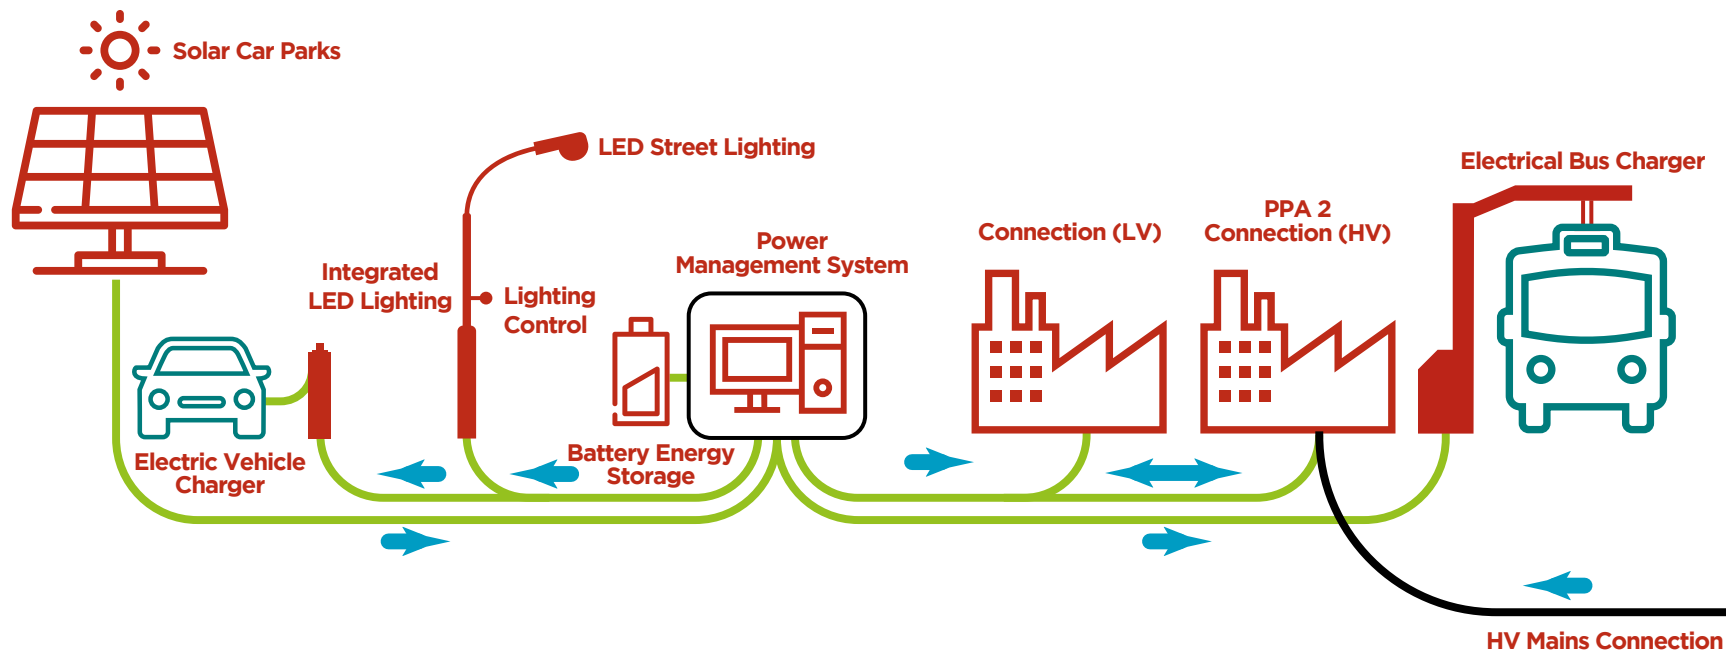 Solar Car Parks
LED Street Lighting
Electrical Bus Charger
PPA 2
Connection (HV)
Connection (LV)
Power
Management System
Integrated
LED Lighting
Lighting
Control
Electric Vehicle
Charger
Battery Energy
Storage
HV Mains Connection